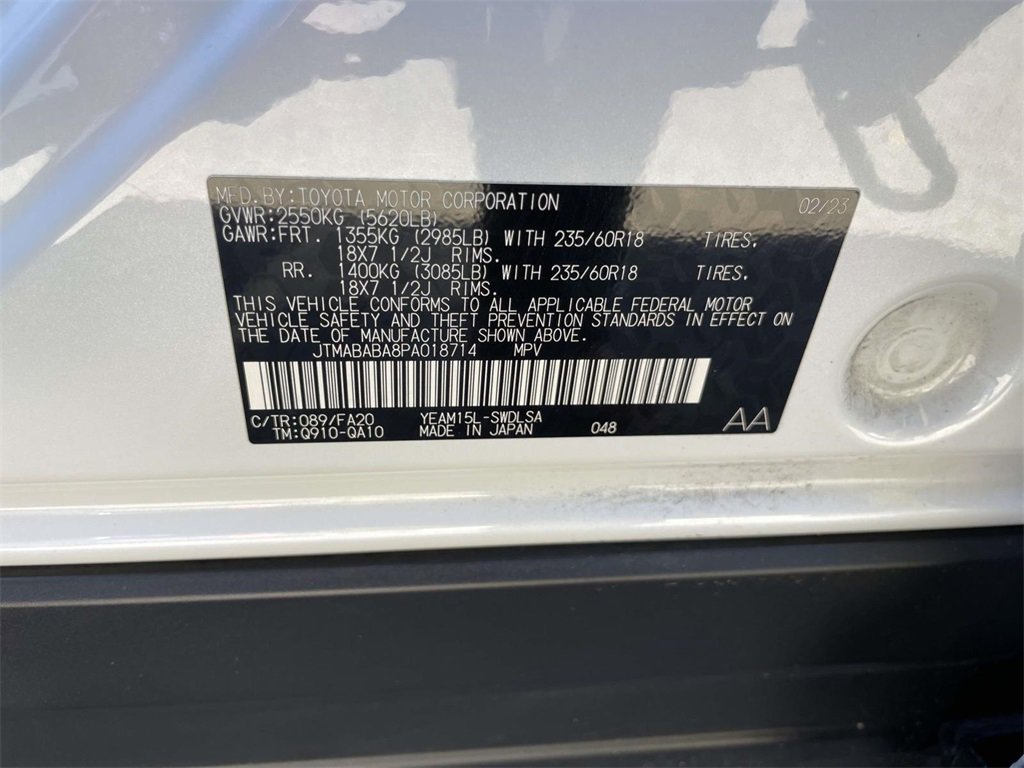 MFD.BY:TOYOTA MOTOR CORPORATION 02/23
GVWR:2550KG (5620LB)
GAWR:FRT. 1355KG (2985LB) WITH 235/60R18 TIRES.
18X7 1/2J RIMS.
RR. 1400KG (3085LB) WITH 235/60R18 TIRES.
18X7 1/2J RIMS.
THIS VEHICLE CONFORMS TO ALL APPLICABLE FEDERAL MOTOR
VEHICLE SAFETY AND THEFT PREVENTION STANDARDS IN EFFECT ON
THE DATE OF MANUFACTURE SHOWN ABOVE.
JTMABABA8PA018714 MPV
C/TR:089/FA20 YEAM15L-SWDLSA
TM:Q910-QA10 MADE IN JAPAN 048 AA